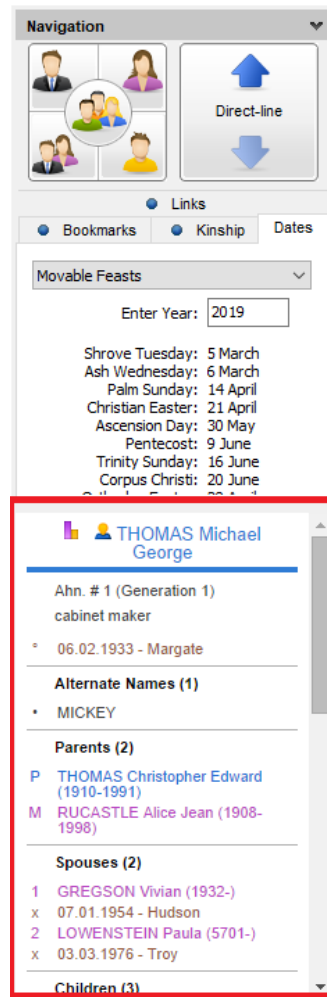 Navigation
Direct-line
Links
Bookmarks Kinship Dates
Movable Feasts
Enter Year: 2019
Shrove Tuesday: 5 March
Ash Wednesday: 6 March
Palm Sunday: 14 April
Christian Easter: 21 April
Ascension Day: 30 May
Pentecost: 9 June
Trinity Sunday: 16 June
Corpus Christi: 20 June
THOMAS Michael
George
Ahn. # 1 (Generation 1)
cabinet maker
° 06.02.1933 - Margate
Alternate Names (1)
• MICKEY
Parents (2)
P THOMAS Christopher Edward
(1910-1991)
M RUCASTLE Alice Jean (1908-
1998)
Spouses (2)
1 GREGSON Vivian (1932-)
x 07.01.1954 - Hudson
2 LOWENSTEIN Paula (5701-)
x 03.03.1976 - Troy
Children (3)